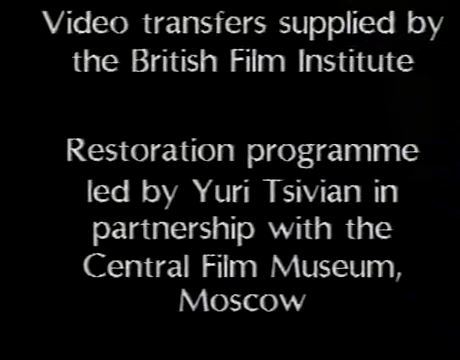 Video transfers supplied by
the British Film Institute
Restoration programme
led by Yuri Tsivian in
partnership with the
Central Film Museum,
Moscow